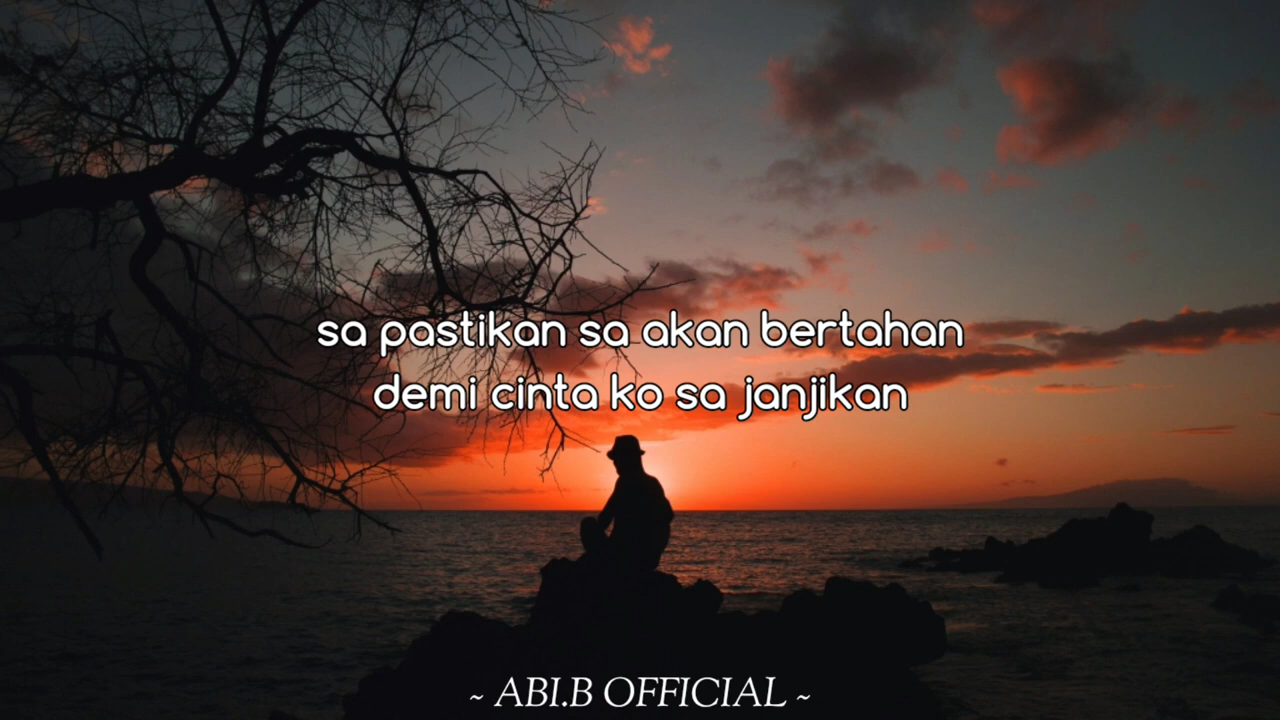 sa pastikan sa akan bertahan
demi cinta ko sa janjikan
~ ABI.B OFFICIAL ~